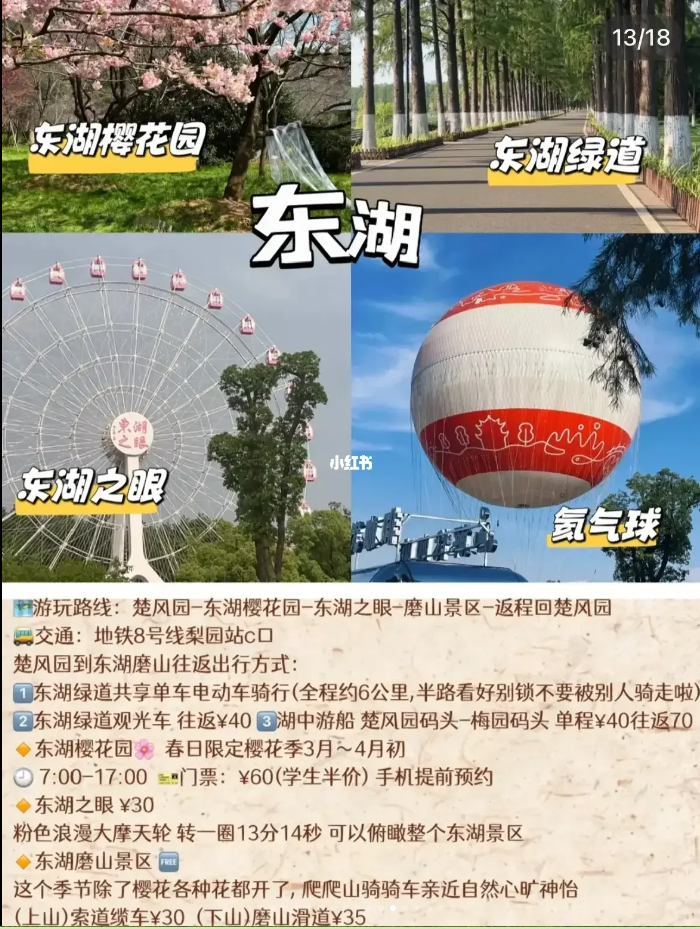 13/18
东湖樱花园
东湖绿道
东湖
東湖之眼
小红书
东湖之眼
氦气球
游玩路线：楚风园-东湖樱花园-东湖之眼-磨山景区-返程回楚风园
交通：地铁8号线梨园站c口
楚风园到东湖磨山往返出行方式：
1东湖绿道共享单车电动车骑行(全程约6公里,半路看好别锁不要被别人骑走啦)
2东湖绿道观光车 往返¥40 3湖中游船 楚风园码头-梅园码头 单程¥40往返70
🔸东湖樱花园🌸 春日限定樱花季3月～4月初
🕘7:00-17:00 🎫门票：¥60(学生半价) 手机提前预约
🔸东湖之眼 ¥30
粉色浪漫大摩天轮 转一圈13分14秒 可以俯瞰整个东湖景区
🔸东湖磨山景区 FREE
这个季节除了樱花各种花都开了,爬爬山骑骑车亲近自然心旷神怡
(上山)索道缆车¥30 (下山)磨山滑道¥35